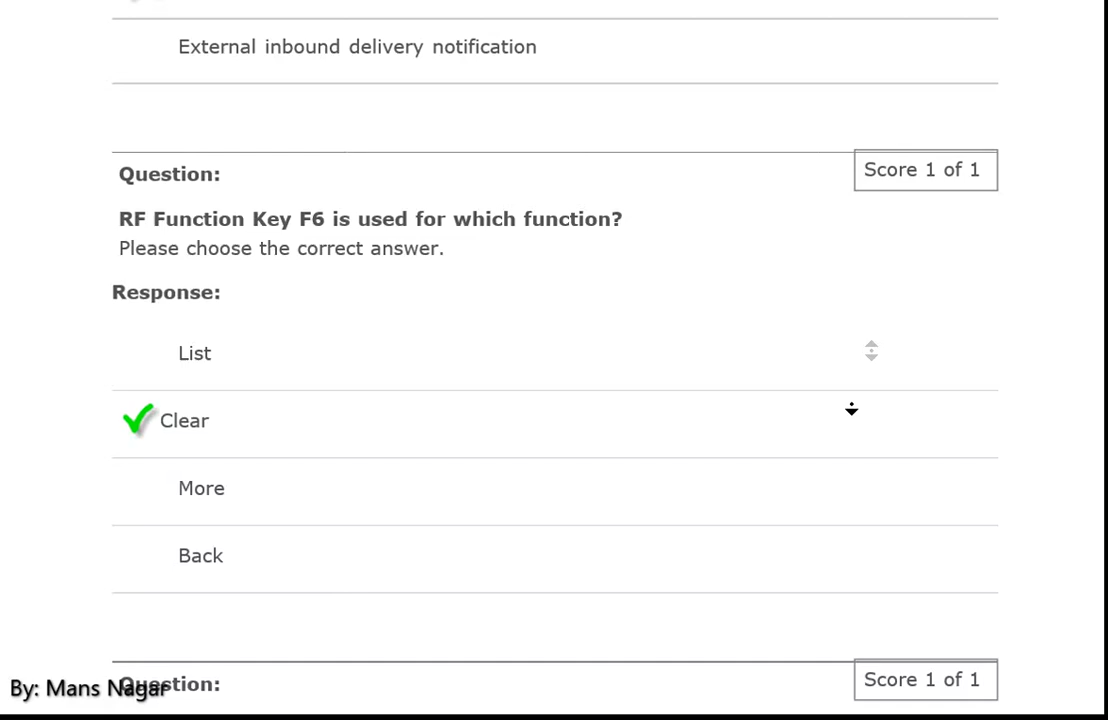 External inbound delivery notification
Score 1 of 1
Question:
RF Function Key F6 is used for which function?
Please choose the correct answer.
Response:
List
Clear
More
Back
Score 1 of 1
Question:
By: Mans Nagar